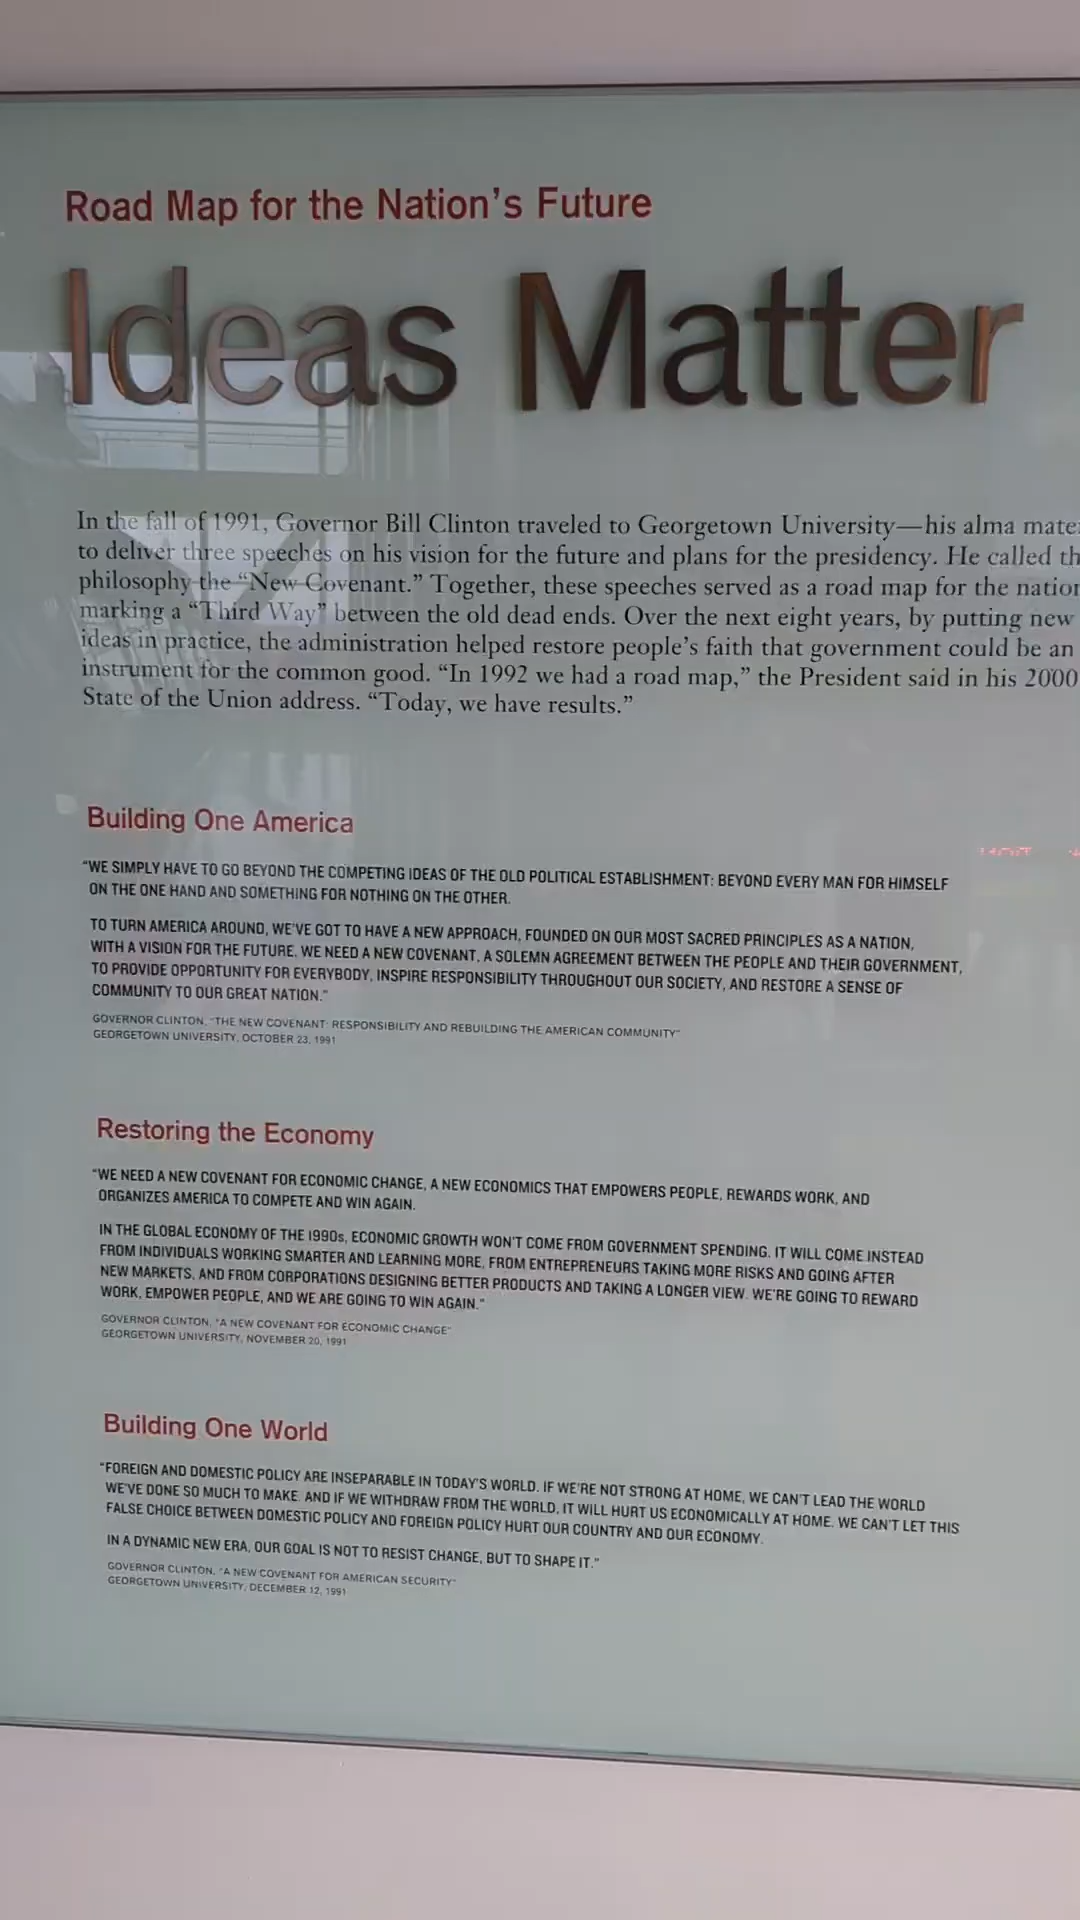 Road Map for the Nation's Future
Ideas Matter
In the fall of 1991, Governor Bill Clinton traveled to Georgetown University—his alma mate
to deliver three speeches on his vision for the future and plans for the presidency. He called th
philosophy the “New Covenant.” Together, these speeches served as a road map for the nation
marking a “Third Way” between the old dead ends. Over the next eight years, by putting new
ideas in practice, the administration helped restore people's faith that government could be an
instrument for the common good. “In 1992 we had a road map,” the President said in his 2000
State of the Union address. “Today, we have results.”
Building One America
“WE SIMPLY HAVE TO GO BEYOND THE COMPETING IDEAS OF THE OLD POLITICAL ESTABLISHMENT: BEYOND EVERY MAN FOR HIMSELF
ON THE ONE HAND AND SOMETHING FOR NOTHING ON THE OTHER.
TO TURN AMERICA AROUND, WE'VE GOT TO HAVE A NEW APPROACH, FOUNDED ON OUR MOST SACRED PRINCIPLES AS A NATION,
WITH A VISION FOR THE FUTURE. WE NEED A NEW COVENANT, A SOLEMN AGREEMENT BETWEEN THE PEOPLE AND THEIR GOVERNMENT,
TO PROVIDE OPPORTUNITY FOR EVERYBODY, INSPIRE RESPONSIBILITY THROUGHOUT OUR SOCIETY, AND RESTORE A SENSE OF
COMMUNITY TO OUR GREAT NATION.”
GOVERNOR CLINTON, “THE NEW COVENANT: RESPONSIBILITY AND REBUILDING THE AMERICAN COMMUNITY”
GEORGETOWN UNIVERSITY, OCTOBER 23, 1991
Restoring the Economy
“WE NEED A NEW COVENANT FOR ECONOMIC CHANGE, A NEW ECONOMICS THAT EMPOWERS PEOPLE, REWARDS WORK, AND
ORGANIZES AMERICA TO COMPETE AND WIN AGAIN.
IN THE GLOBAL ECONOMY OF THE 1990s, ECONOMIC GROWTH WON'T COME FROM GOVERNMENT SPENDING. IT WILL COME INSTEAD
FROM INDIVIDUALS WORKING SMARTER AND LEARNING MORE, FROM ENTREPRENEURS TAKING MORE RISKS AND GOING AFTER
NEW MARKETS, AND FROM CORPORATIONS DESIGNING BETTER PRODUCTS AND TAKING A LONGER VIEW. WE'RE GOING TO REWARD
WORK, EMPOWER PEOPLE, AND WE ARE GOING TO WIN AGAIN.”
GOVERNOR CLINTON, “A NEW COVENANT FOR ECONOMIC CHANGE”
GEORGETOWN UNIVERSITY, NOVEMBER 20, 1991
Building One World
“FOREIGN AND DOMESTIC POLICY ARE INSEPARABLE IN TODAY'S WORLD. IF WE'RE NOT STRONG AT HOME, WE CAN'T LEAD THE WORLD
WE'VE DONE SO MUCH TO MAKE. AND IF WE WITHDRAW FROM THE WORLD, IT WILL HURT US ECONOMICALLY AT HOME. WE CAN'T LET THIS
FALSE CHOICE BETWEEN DOMESTIC POLICY AND FOREIGN POLICY HURT OUR COUNTRY AND OUR ECONOMY.
IN A DYNAMIC NEW ERA, OUR GOAL IS NOT TO RESIST CHANGE, BUT TO SHAPE IT.”
GOVERNOR CLINTON, “A NEW COVENANT FOR AMERICAN SECURITY”
GEORGETOWN UNIVERSITY, DECEMBER 12, 1991